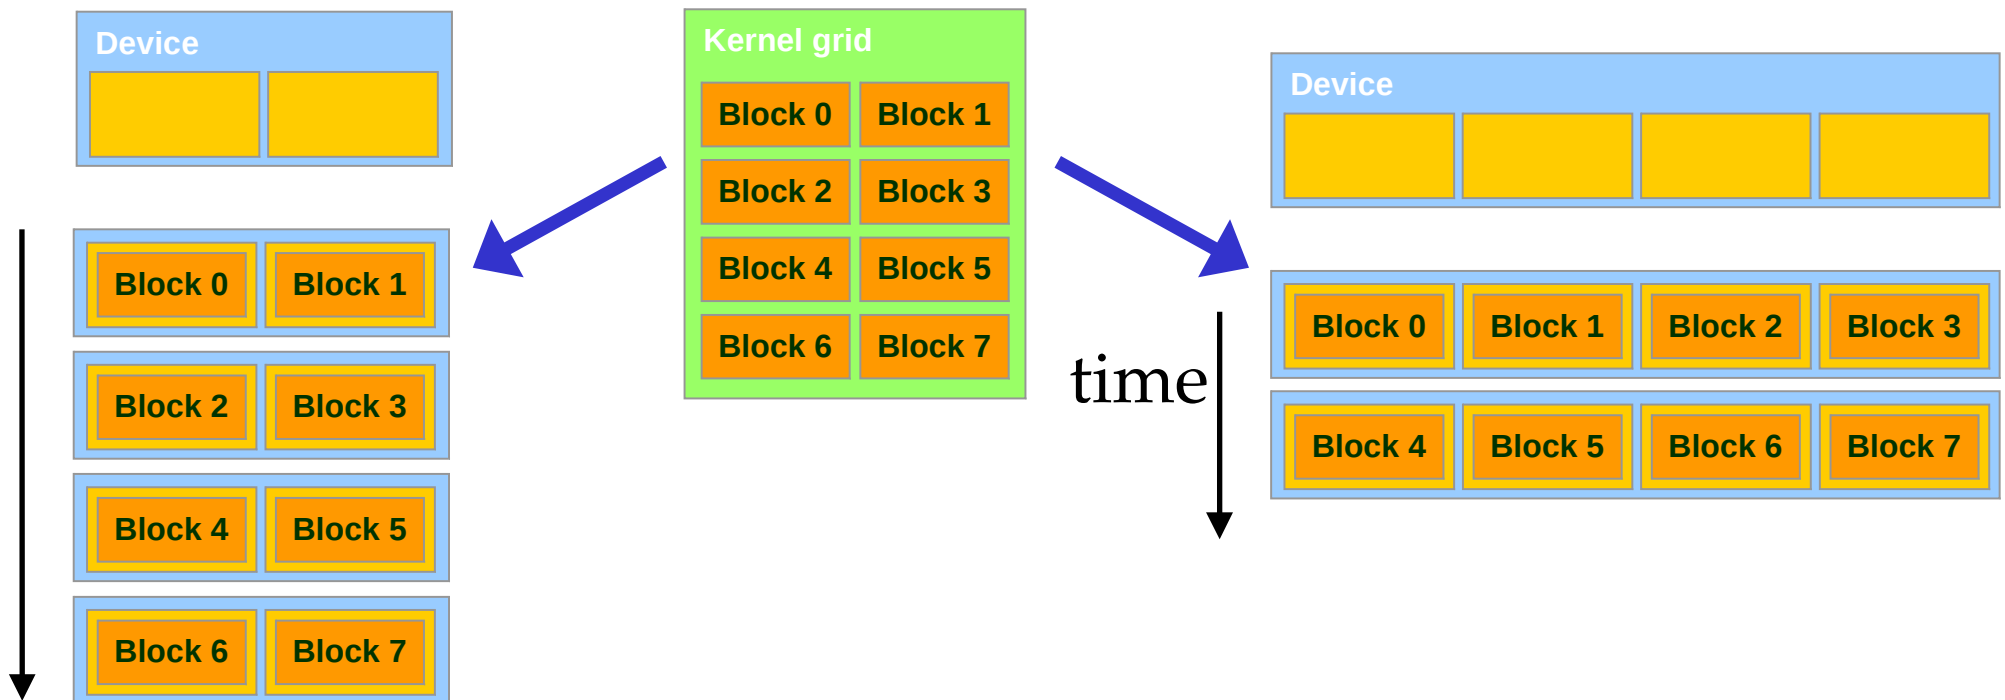 Device
Block 0 Block 1
Block 2 Block 3
Block 4 Block 5
Block 6 Block 7
Kernel grid
Block 0 Block 1
Block 2 Block 3
Block 4 Block 5
Block 6 Block 7
time
Device
Block 0 Block 1 Block 2 Block 3
Block 4 Block 5 Block 6 Block 7